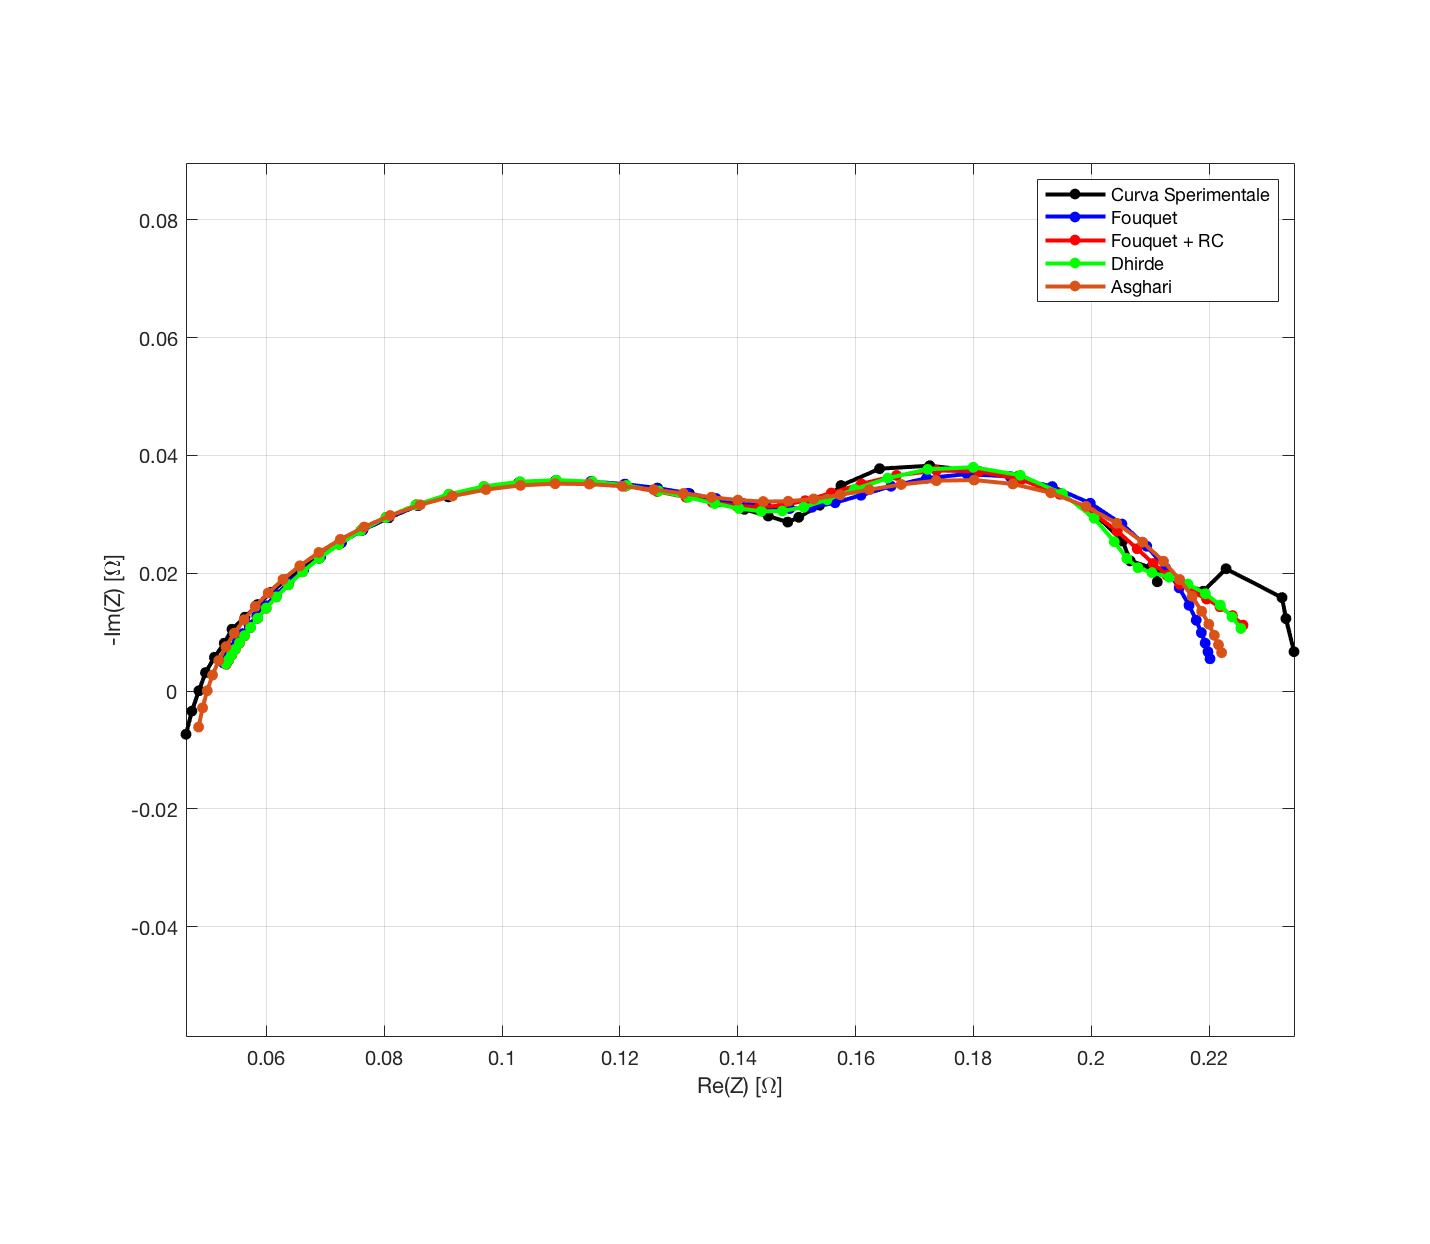 Curva Sperimentale
Fouquet
Fouquet + RC
Dhirde
Asghari
0.08
0.06
0.04
0.02
0
-0.02
-0.04
-Im(Z) [Ω]
0.06 0.08 0.1 0.12 0.14 0.16 0.18 0.2 0.22
Re(Z) [Ω]